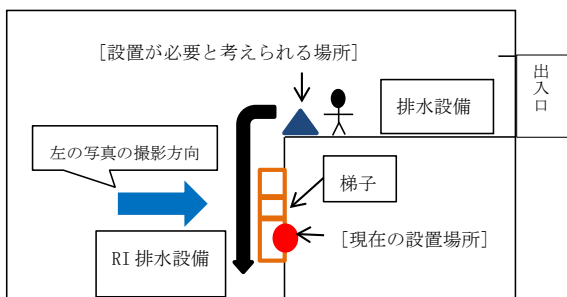 [設置が必要と考えられる場所]
出入口
排水設備
左の写真の撮影方向
梯子
[現在の設置場所]
RI 排水設備